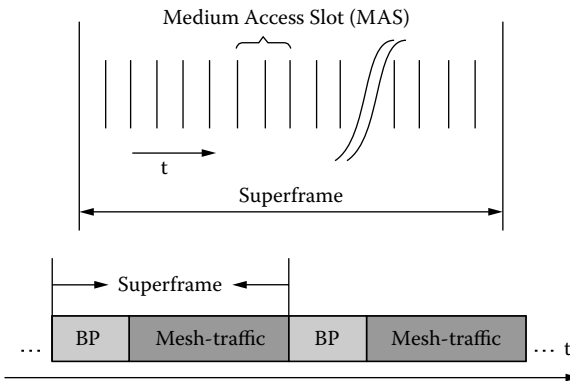 Medium Access Slot (MAS)
t
Superframe
Superframe
BP Mesh-traffic BP Mesh-traffic
... ... t